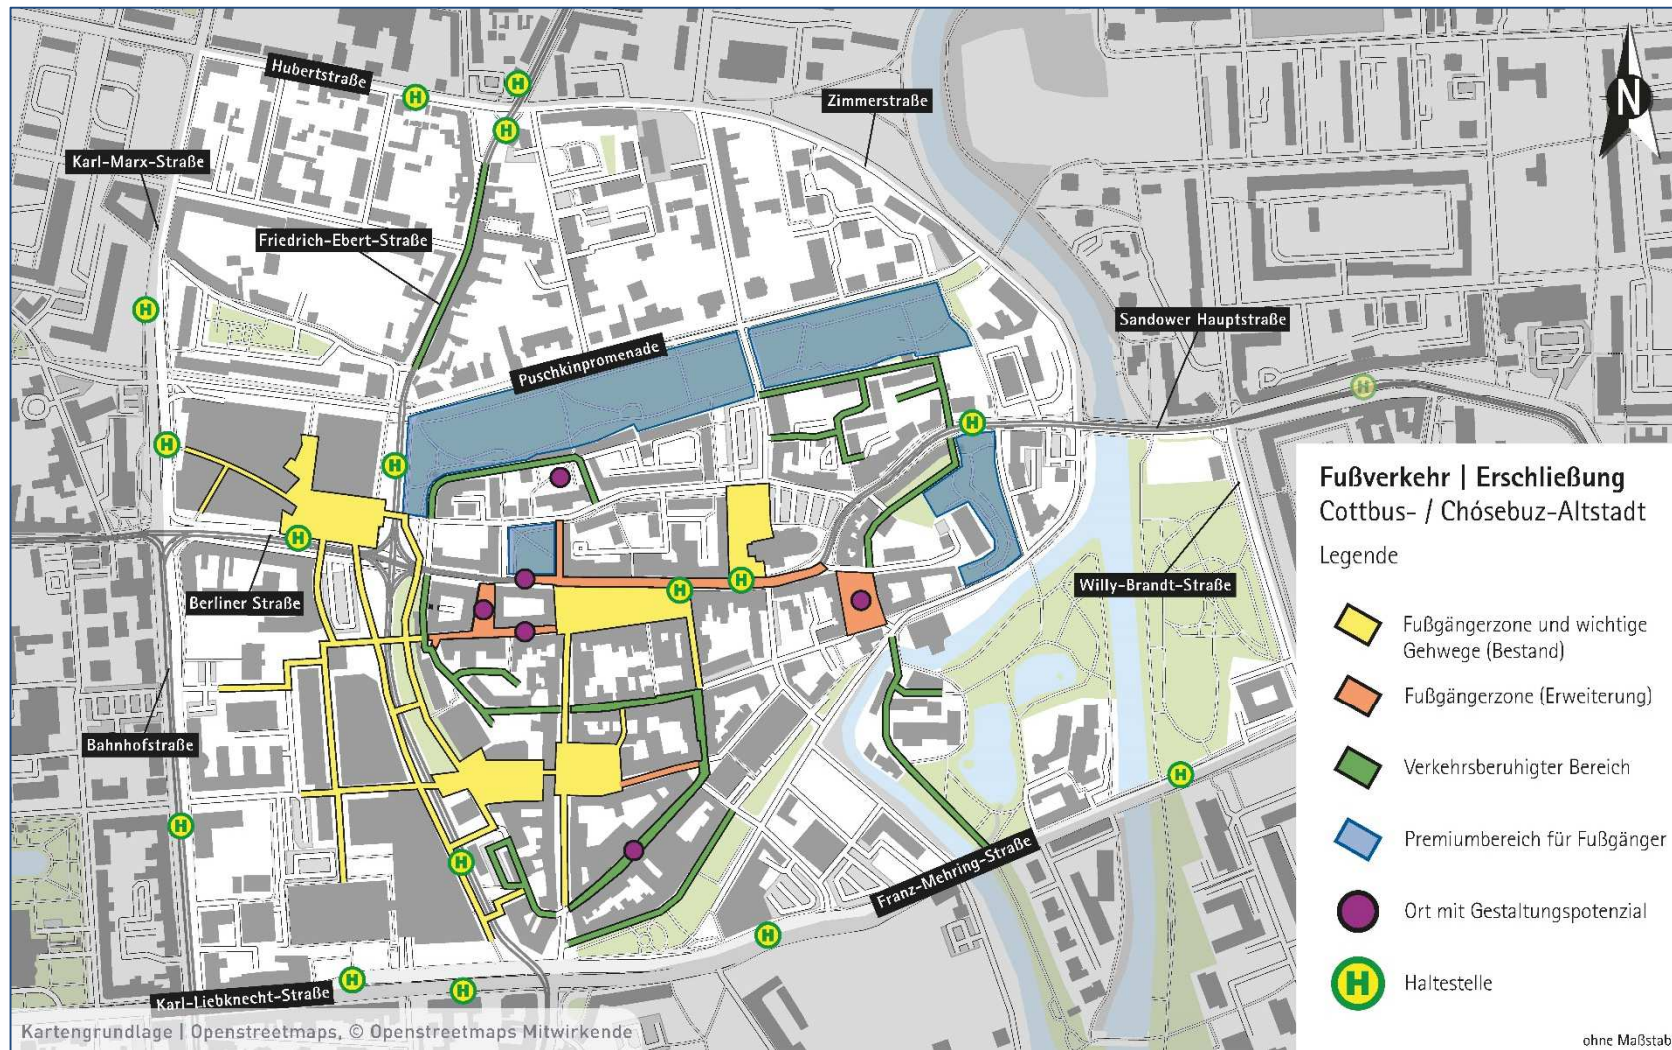 Hubertstraße
H
H
H
N
Zimmerstraße
Karl-Marx-Straße
Friedrich-Ebert-Straße
H
Sandower Hauptstraße
Puschkinpromenade
H
H
H
H
Fußverkehr | Erschließung
Cottbus- / Chósebuz-Altstadt
Legende
H
Berliner Straße
H
H
Willy-Brandt-Straße
Fußgängerzone und wichtige
Gehwege (Bestand)
Fußgängerzone (Erweiterung)
Bahnhofstraße
Verkehrsberuhigter Bereich
H
H
H
Premiumbereich für Fußgänger
Franz-Mehring-Straße
Ort mit Gestaltungspotenzial
H
H
H
Karl-Liebknecht-Straße
H
Haltestelle
Kartengrundlage | Openstreetmaps, © Openstreetmaps Mitwirkende
ohne Maßstab